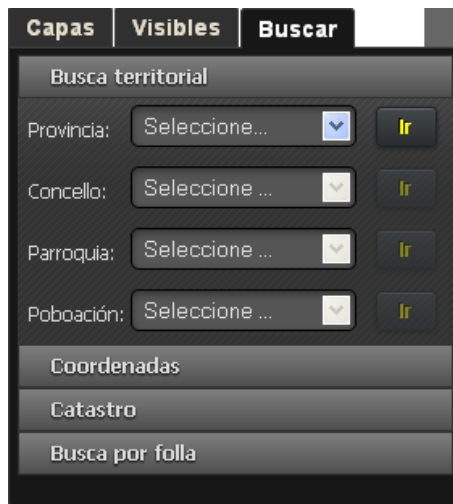 Capas Visibles Buscar
Busca territorial
Provincia: Seleccione... Ir
Concello: Seleccione ... Ir
Parroquia: Seleccione ... Ir
Poboación: Seleccione ... Ir
Coordenadas
Catastro
Busca por folla